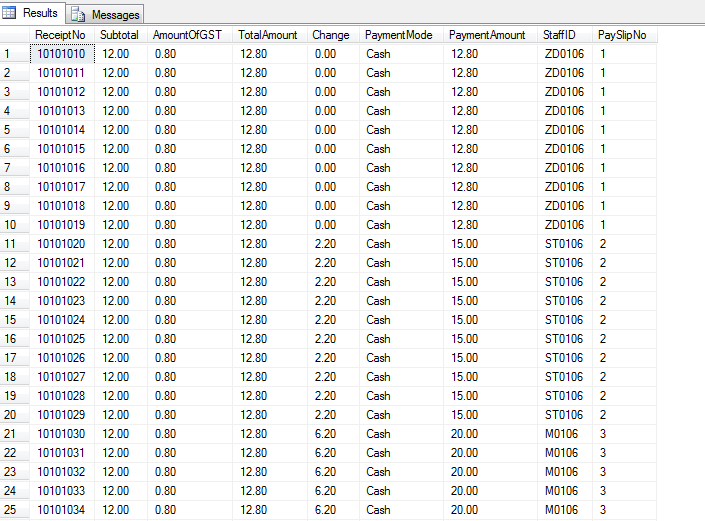 Results Messages
ReceiptNo Subtotal AmountOfGST TotalAmount Change PaymentMode PaymentAmount StaffID PaySlipNo
1 10101010 12.00 0.80 12.80 0.00 Cash 12.80 ZD0106 1
2 10101011 12.00 0.80 12.80 0.00 Cash 12.80 ZD0106 1
3 10101012 12.00 0.80 12.80 0.00 Cash 12.80 ZD0106 1
4 10101013 12.00 0.80 12.80 0.00 Cash 12.80 ZD0106 1
5 10101014 12.00 0.80 12.80 0.00 Cash 12.80 ZD0106 1
6 10101015 12.00 0.80 12.80 0.00 Cash 12.80 ZD0106 1
7 10101016 12.00 0.80 12.80 0.00 Cash 12.80 ZD0106 1
8 10101017 12.00 0.80 12.80 0.00 Cash 12.80 ZD0106 1
9 10101018 12.00 0.80 12.80 0.00 Cash 12.80 ZD0106 1
10 10101019 12.00 0.80 12.80 0.00 Cash 12.80 ZD0106 1
11 10101020 12.00 0.80 12.80 2.20 Cash 15.00 ST0106 2
12 10101021 12.00 0.80 12.80 2.20 Cash 15.00 ST0106 2
13 10101022 12.00 0.80 12.80 2.20 Cash 15.00 ST0106 2
14 10101023 12.00 0.80 12.80 2.20 Cash 15.00 ST0106 2
15 10101024 12.00 0.80 12.80 2.20 Cash 15.00 ST0106 2
16 10101025 12.00 0.80 12.80 2.20 Cash 15.00 ST0106 2
17 10101026 12.00 0.80 12.80 2.20 Cash 15.00 ST0106 2
18 10101027 12.00 0.80 12.80 2.20 Cash 15.00 ST0106 2
19 10101028 12.00 0.80 12.80 2.20 Cash 15.00 ST0106 2
20 10101029 12.00 0.80 12.80 2.20 Cash 15.00 ST0106 2
21 10101030 12.00 0.80 12.80 6.20 Cash 20.00 M0106 3
22 10101031 12.00 0.80 12.80 6.20 Cash 20.00 M0106 3
23 10101032 12.00 0.80 12.80 6.20 Cash 20.00 M0106 3
24 10101033 12.00 0.80 12.80 6.20 Cash 20.00 M0106 3
25 10101034 12.00 0.80 12.80 6.20 Cash 20.00 M0106 3